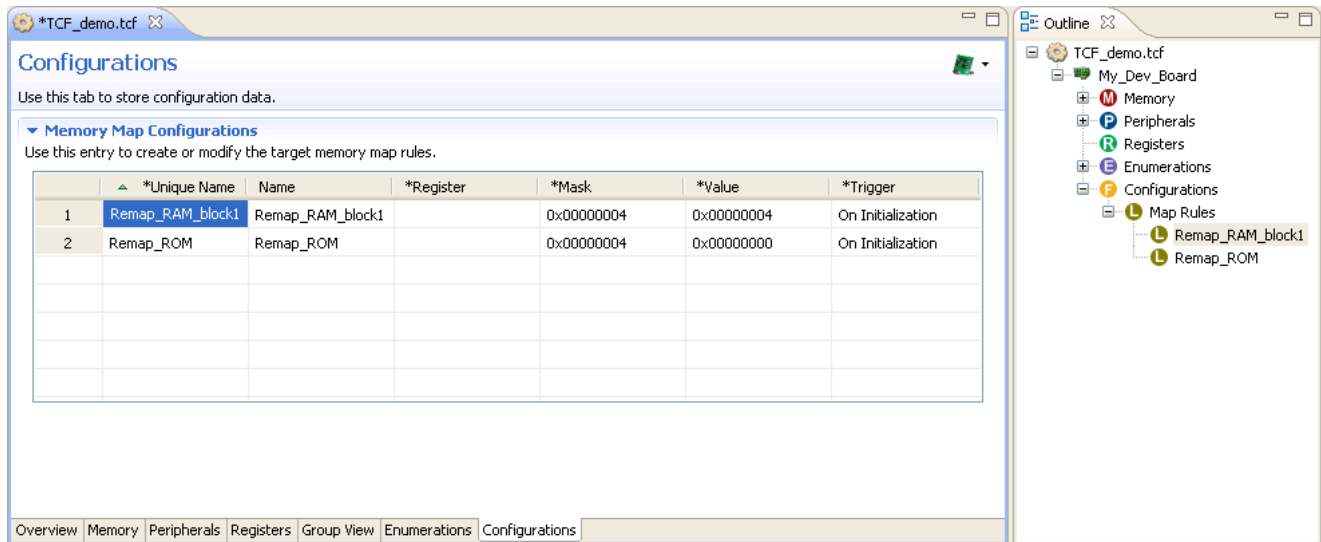 *TCF_demo.tcf
Configurations
Use this tab to store configuration data.
Memory Map Configurations
Use this entry to create or modify the target memory map rules.
*Unique Name Name *Register *Mask *Value *Trigger
1 Remap_RAM_block1 Remap_RAM_block1 0x00000004 0x00000004 On Initialization
2 Remap_ROM Remap_ROM 0x00000004 0x00000000 On Initialization
Overview Memory Peripherals Registers Group View Enumerations Configurations
Outline
TCF_demo.tcf
My_Dev_Board
M Memory
P Peripherals
R Registers
E Enumerations
F Configurations
L Map Rules
L Remap_RAM_block1
L Remap_ROM